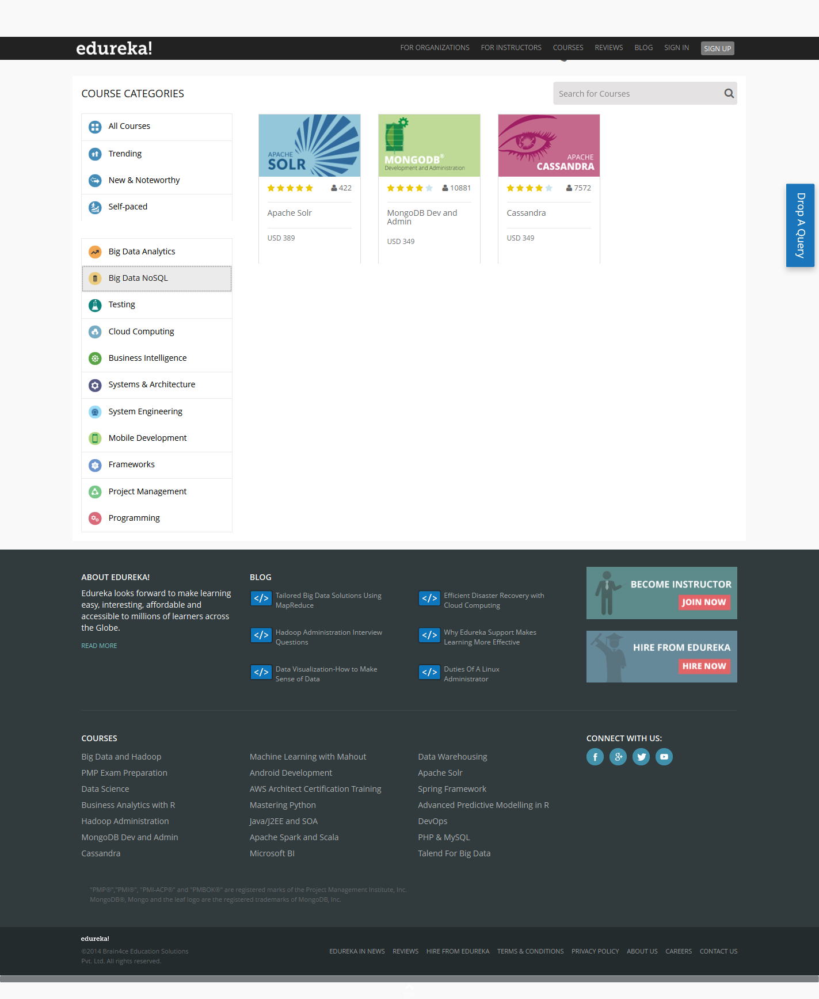 edureka!
FOR ORGANIZATIONS FOR INSTRUCTORS COURSES REVIEWS BLOG SIGN IN SIGN UP
COURSE CATEGORIES
Search for Courses
All Courses
Trending
New & Noteworthy
Self-paced
Big Data Analytics
Big Data NoSQL
Testing
Cloud Computing
Business Intelligence
Systems & Architecture
System Engineering
Mobile Development
Frameworks
Project Management
Programming
APACHE
SOLR
422
Apache Solr
USD 389
MONGODB®
Development and Administration
10881
MongoDB Dev and
Admin
USD 349
APACHE
CASSANDRA
7572
Cassandra
USD 349
Drop A Query
ABOUT EDUREKA!
Edureka looks forward to make learning
easy, interesting, affordable and
accessible to millions of learners across
the Globe.
READ MORE
BLOG
</> Tailored Big Data Solutions Using
MapReduce
</> Efficient Disaster Recovery with
Cloud Computing
</> Hadoop Administration Interview
Questions
</> Why Edureka Support Makes
Learning More Effective
</> Data Visualization-How to Make
Sense of Data
</> Duties Of A Linux
Administrator
BECOME INSTRUCTOR
JOIN NOW
HIRE FROM EDUREKA
HIRE NOW
COURSES
Big Data and Hadoop
PMP Exam Preparation
Data Science
Business Analytics with R
Hadoop Administration
MongoDB Dev and Admin
Cassandra
Machine Learning with Mahout
Android Development
AWS Architect Certification Training
Mastering Python
Java/J2EE and SOA
Apache Spark and Scala
Microsoft BI
Data Warehousing
Apache Solr
Spring Framework
Advanced Predictive Modelling in R
DevOps
PHP & MySQL
Talend For Big Data
CONNECT WITH US:
"PMP®","PMI®", "PMI-ACP®" and "PMBOK®" are registered marks of the Project Management Institute, Inc.
MongoDB®, Mongo and the leaf logo are the registered trademarks of MongoDB, Inc.
edureka!
©2014 Brain4ce Education Solutions
Pvt. Ltd. All rights reserved.
EDUREKA IN NEWS REVIEWS HIRE FROM EDUREKA TERMS & CONDITIONS PRIVACY POLICY ABOUT US CAREERS CONTACT US